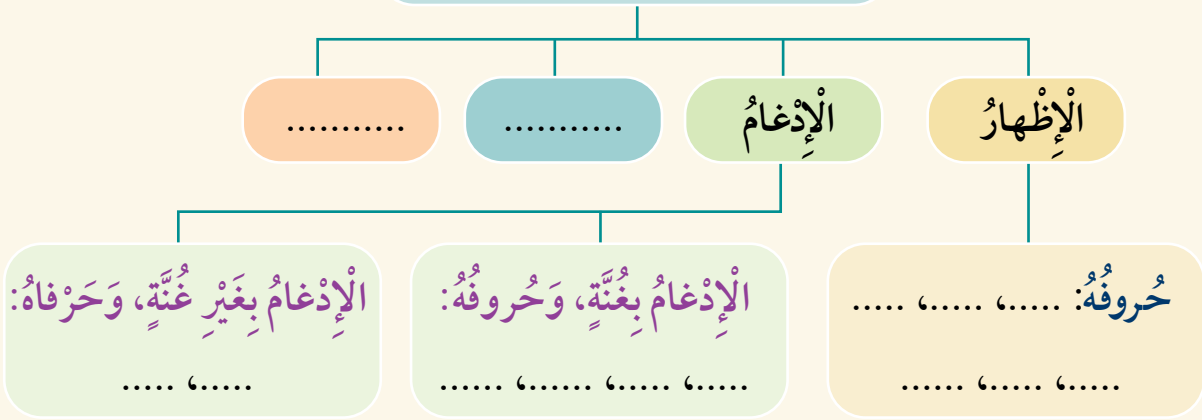 الْإِظْهارُ
الْإِدْغامُ
...........
...........
حُروفُهُ: .....، .....، .....
.....، .....، ......
الْإِدْغامُ بِغُنَّةٍ، وَحُروفُهُ:
.....، .....، ......، ......
الْإِدْغامُ بِغَيْرِ غُنَّةٍ، وَحَرْفاهُ:
.....، .....